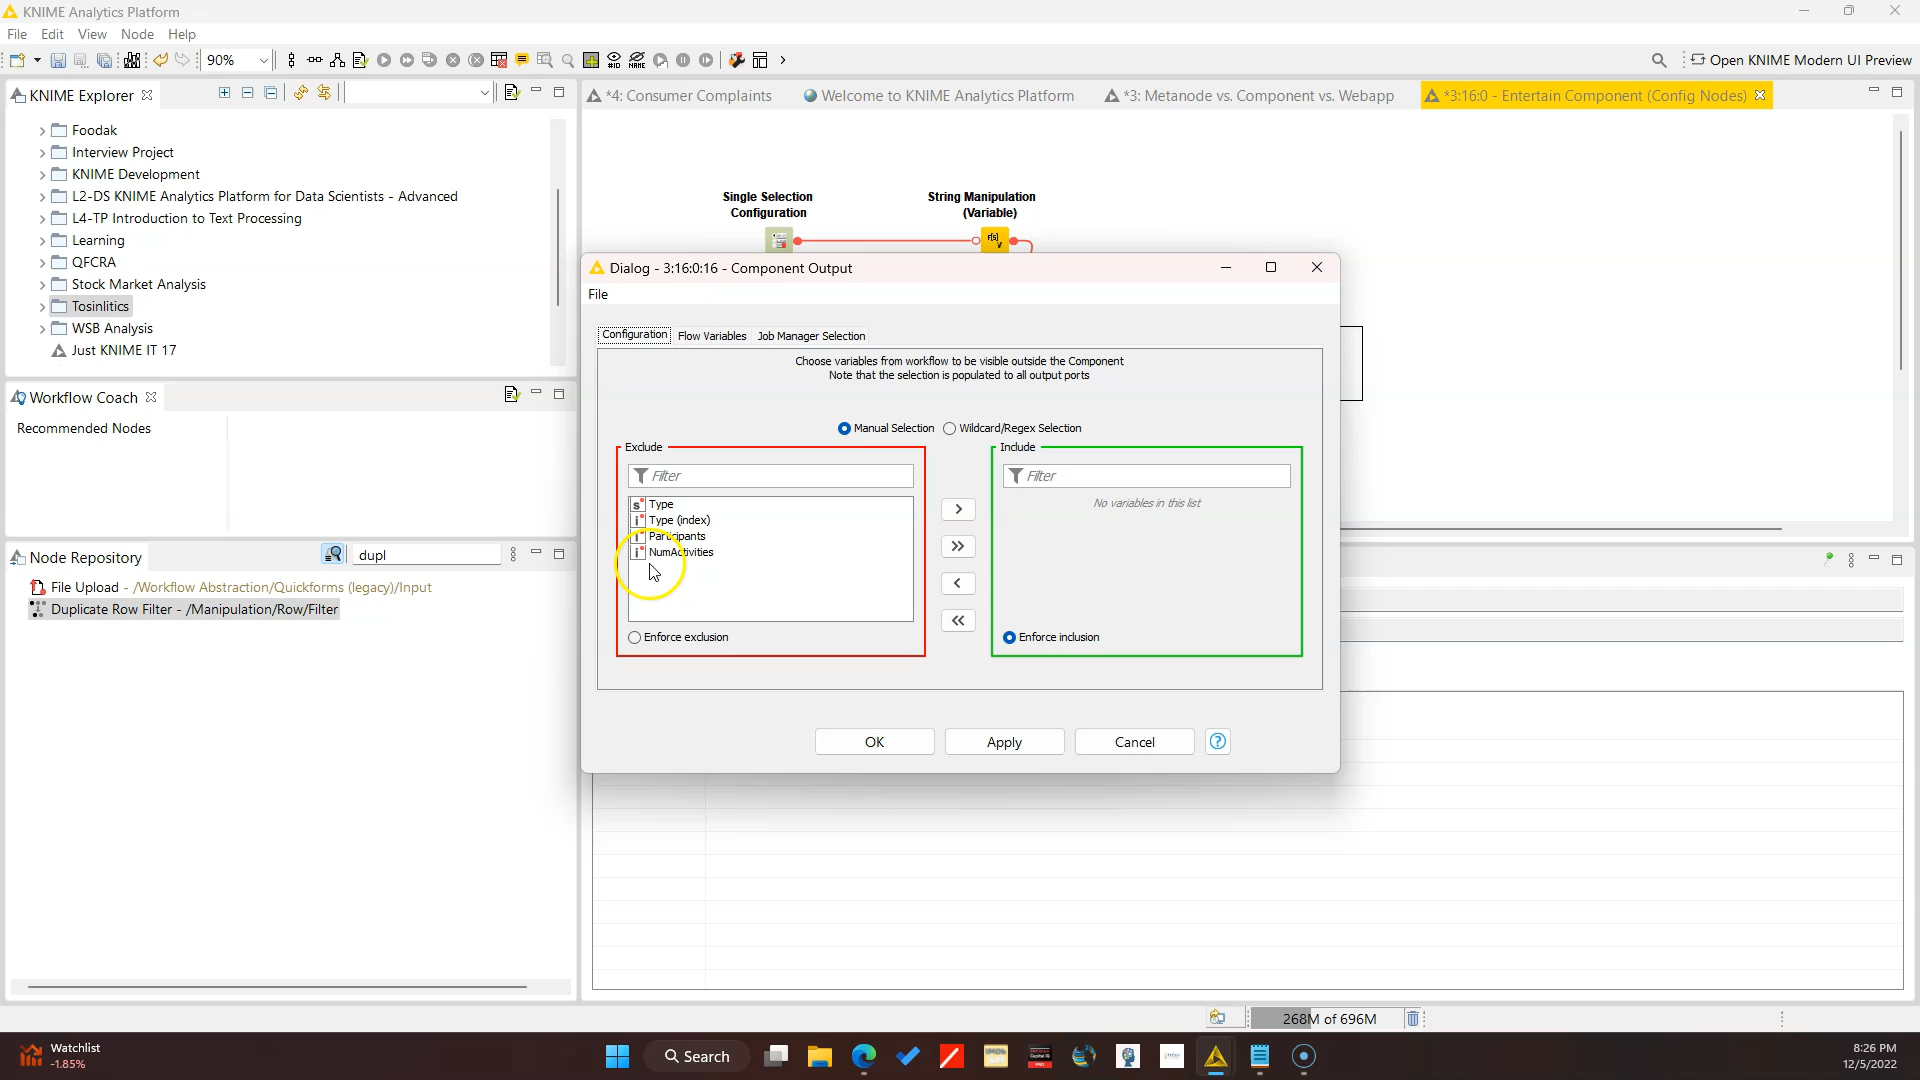 KNIME Analytics Platform
File Edit View Node Help
90%
Open KNIME Modern UI Preview
KNIME Explorer
*4: Consumer Complaints
Welcome to KNIME Analytics Platform
*3: Metanode vs. Component vs. Webapp
*3:16:0 - Entertain Component (Config Nodes)
Foodak
Interview Project
KNIME Development
L2-DS KNIME Analytics Platform for Data Scientists - Advanced
L4-TP Introduction to Text Processing
Learning
QFCRA
Stock Market Analysis
Tosinlitics
WSB Analysis
Just KNIME IT 17
Single Selection
Configuration
String Manipulation
(Variable)
Workflow Coach
Recommended Nodes
Node Repository
dupl
File Upload - /Workflow Abstraction/Quickforms (legacy)/Input
Duplicate Row Filter - /Manipulation/Row/Filter
Dialog - 3:16:0:16 - Component Output
File
Configuration Flow Variables Job Manager Selection
Choose variables from workflow to be visible outside the Component
Note that the selection is populated to all output ports
Manual Selection Wildcard/Regex Selection
Exclude
Filter
s Type
i Type (index)
i Participants
i NumActivities
Enforce exclusion
Include
Filter
No variables in this list
Enforce inclusion
OK Apply Cancel
268M of 696M
Watchlist
-1.85%
Search
8:26 PM
12/5/2022